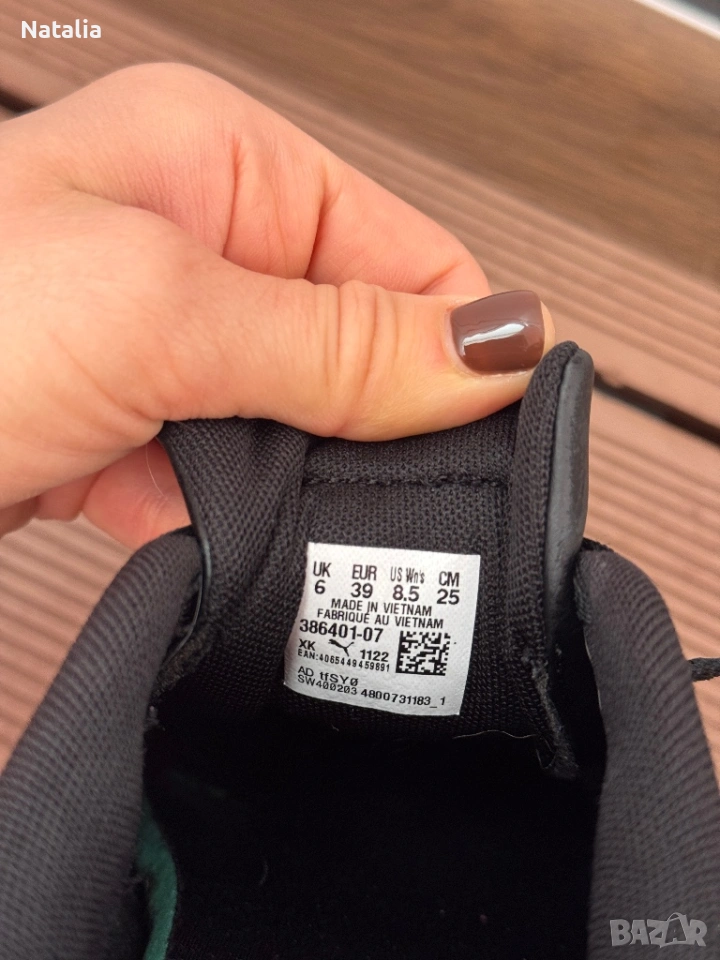 Natalia
UK EUR US Wn's CM
6 39 8.5 25
MADE IN VIETNAM
FABRIQUÉ AU VIETNAM
386401-07
XK 1122
EAN:4065449459891
AD tfSYØ
SW400203 4800731183_1
BAZAR